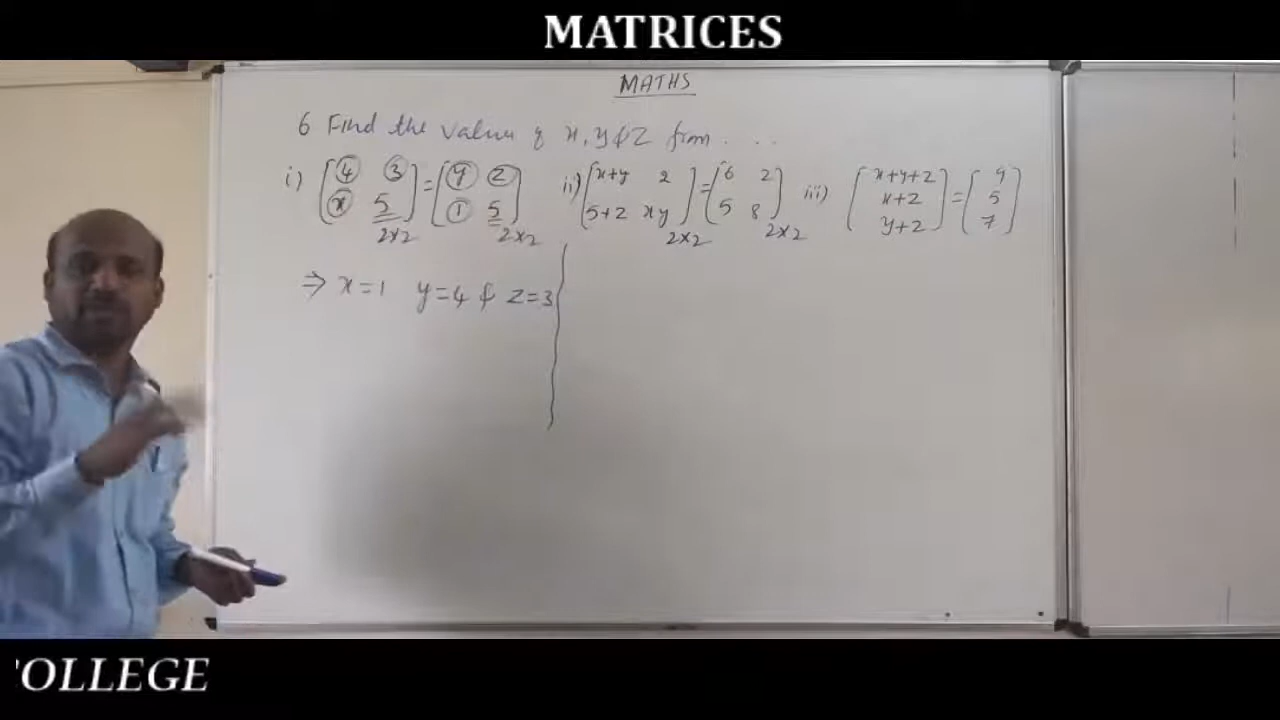 MATRICES
MATHS
6 Find the value of x, y & z from ....
i) [4 3 = [y z ii) [x+y 2 = [6 2 iii) [x+y+z = [9
x 5] 1 5] 5+z xy] 5 8] x+z 5
2x2 2x2 2x2 2x2 y+z] 7]
⇒ x=1 y=4 & z=3
OLLEGE